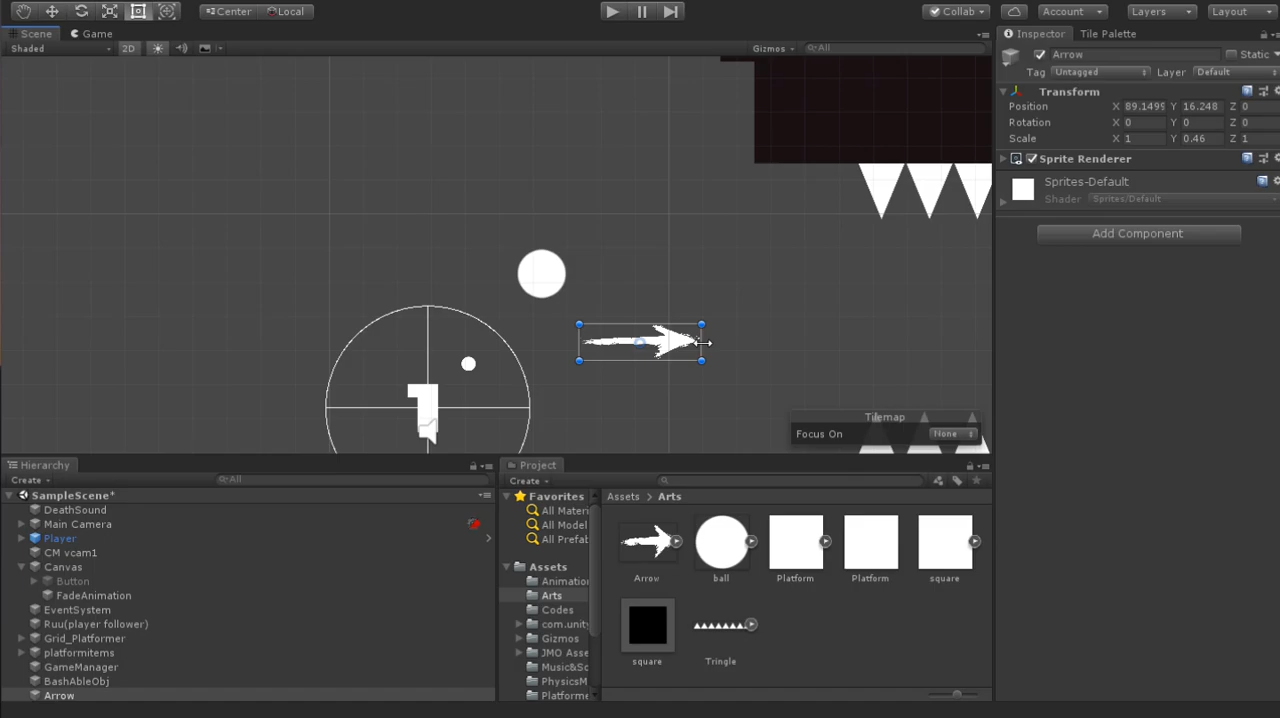 Center Local Collab Account Layers Layout
Scene Game
Shaded 2D Gizmos All
Inspector Tile Palette
Arrow Static
Tag Untagged Layer Default
Transform
Position X 89.1499 Y 16.248 Z 0
Rotation X 0 Y 0 Z 0
Scale X 1 Y 0.46 Z 1
Sprite Renderer
Sprites-Default
Shader Sprites/Default
Add Component
Tilemap
Focus On None
Hierarchy
Create All
SampleScene*
DeathSound
Main Camera
Player
CM vcam1
Canvas
Button
FadeAnimation
EventSystem
Ruu(player follower)
Grid_Platformer
platformitems
GameManager
BashAbleObj
Arrow
Project
Create
Favorites
All Materi
All Model
All Prefab
Assets
Animation
Arts
Codes
com.unity
Gizmos
JMO Asse
Music&So
PhysicsM
Platforme
Assets Arts
Arrow ball Platform Platform square
square Tringle